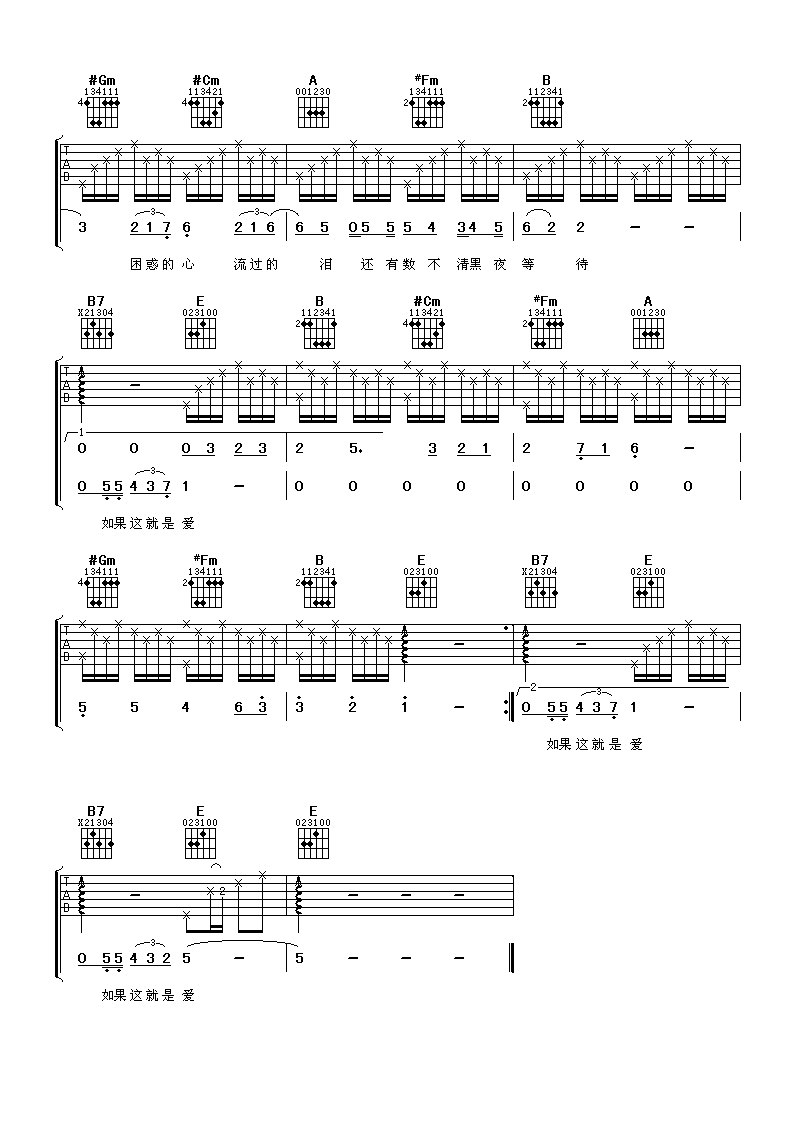 #Gm #Cm A #Fm B
134111 113421 001230 134111 112341
4 4 2 2
T
A
B
3 3 3
3 2 1 7 6 2 1 6 6 5 0 5 5 5 5 4 3 4 5 6 2 2 - -
困惑的心 流过的 泪 还有数不清黑夜等 待
B7 E B #Cm #Fm A
X21304 023100 112341 113421 134111 001230
2 4 2
T
A -
B
1
0 0 0 3 2 3 2 5. 3 2 1 2 7 1 6 -
3
0 5 5 4 3 7 1 - 0 0 0 0 0 0 0 0
如果这就是爱
#Gm #Fm B E B7 E
134111 134111 112341 023100 X21304 023100
4 2 2
T
A - -
B
2
3
5 5 4 6 3 3 2 1 - 0 5 5 4 3 7 1 -
如果这就是爱
B7 E E
X21304 023100 023100
T
A - 2 - - -
B
3
0 5 5 4 3 2 5 - 5 - - -
如果这就是爱